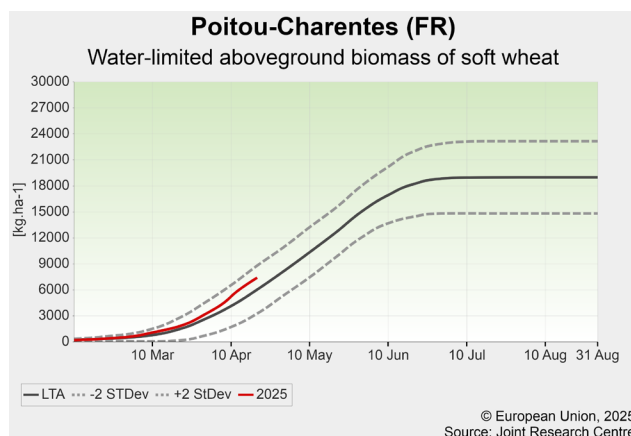 Poitou-Charentes (FR)
Water-limited aboveground biomass of soft wheat
30000
27000
24000
21000
18000
15000
12000
9000
6000
3000
0
[kg.ha-1]
10 Mar 10 Apr 10 May 10 Jun 10 Jul 10 Aug 31 Aug
LTA -2 STDev +2 StDev 2025
© European Union, 2025
Source: Joint Research Centre